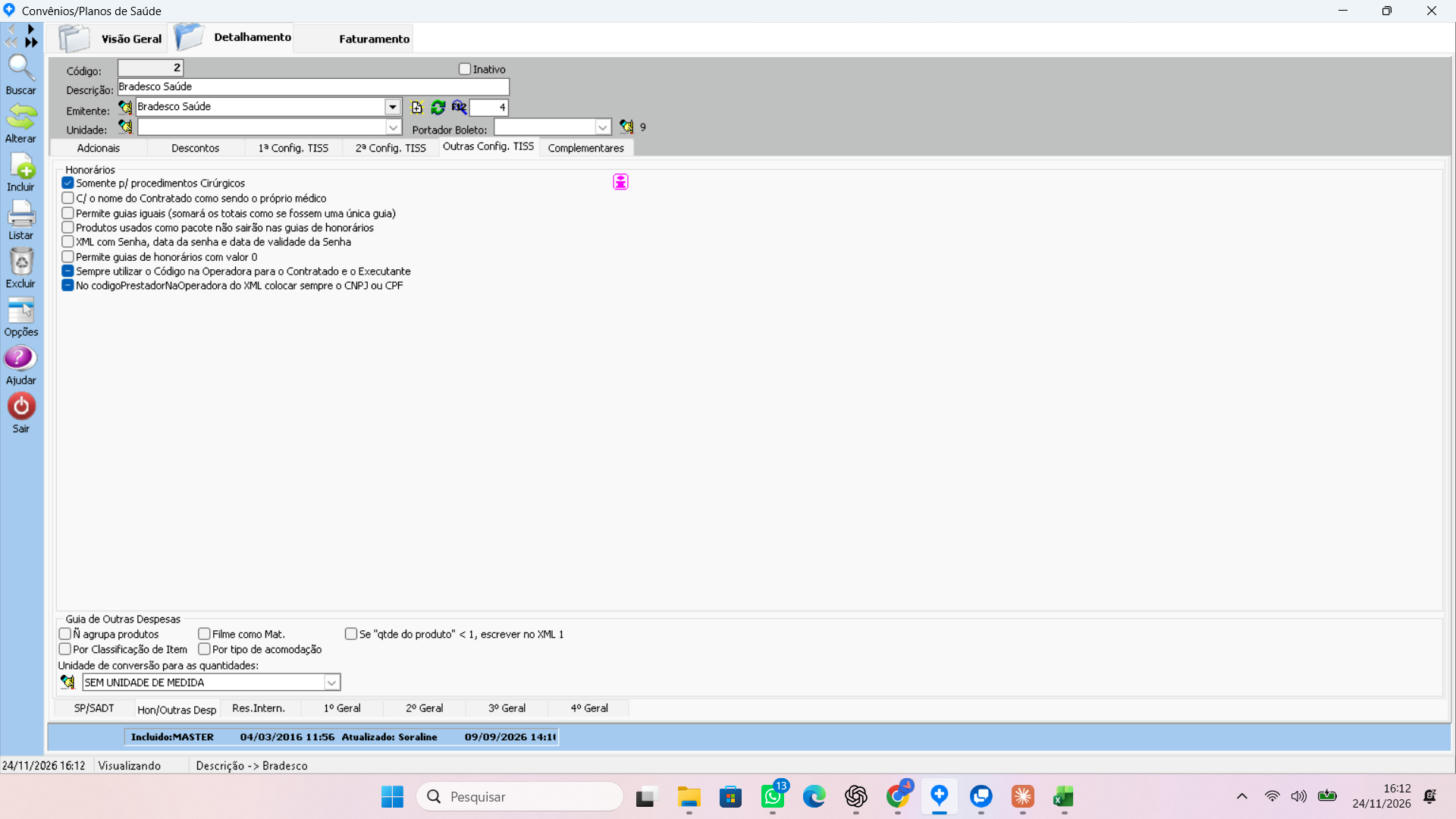 Convênios/Planos de Saúde
Visão Geral
Detalhamento
Faturamento
Código: 2
Inativo
Descrição: Bradesco Saúde
Emitente: Bradesco Saúde 4
Unidade: Portador Boleto: 9
Adcionais Descontos 1ª Config. TISS 2ª Config. TISS Outras Config. TISS Complementares
Honorários
Somente p/ procedimentos Cirúrgicos
C/ o nome do Contratado como sendo o próprio médico
Permite guias iguais (somará os totais como se fossem uma única guia)
Produtos usados como pacote não sairão nas guias de honorários
XML com Senha, data da senha e data de validade da Senha
Permite guias de honorários com valor 0
Sempre utilizar o Código na Operadora para o Contratado e o Executante
No codigoPrestadorNaOperadora do XML colocar sempre o CNPJ ou CPF
Buscar
Alterar
Incluir
Listar
Excluir
Opções
Ajudar
Sair
Guia de Outras Despesas
Ñ agrupa produtos Filme como Mat. Se "qtde do produto" < 1, escrever no XML 1
Por Classificação de Item Por tipo de acomodação
Unidade de conversão para as quantidades:
SEM UNIDADE DE MEDIDA
SP/SADT Hon/Outras Desp Res.Intern. 1º Geral 2º Geral 3º Geral 4º Geral
Incluido:MASTER 04/03/2016 11:56 Atualizado: Soraline 09/09/2026
24/11/2026 16:12 Visualizando Descrição -> Bradesco
Pesquisar
13
16:12
24/11/2026